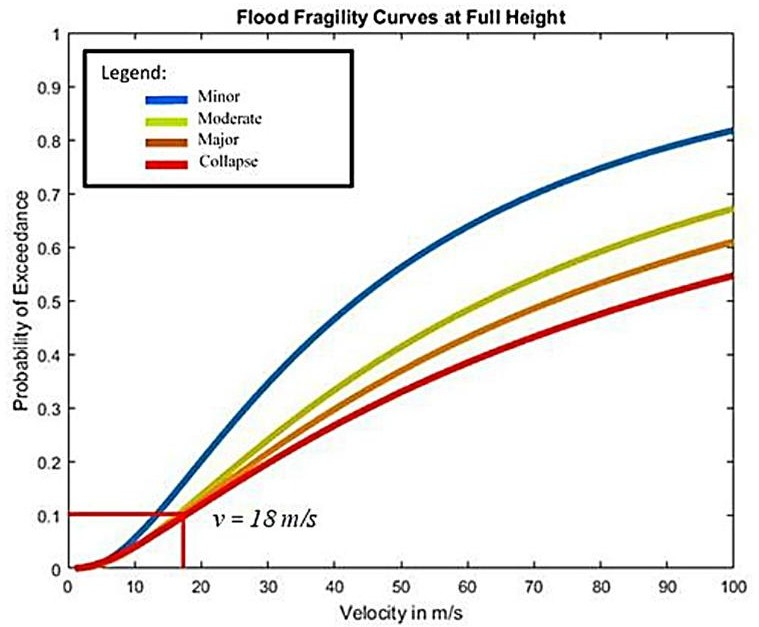 Flood Fragility Curves at Full Height
Legend:
Minor
Moderate
Major
Collapse
Probability of Exceedance
1
0.9
0.8
0.7
0.6
0.5
0.4
0.3
0.2
0.1
0
v = 18 m/s
0 10 20 30 40 50 60 70 80 90 100
Velocity in m/s